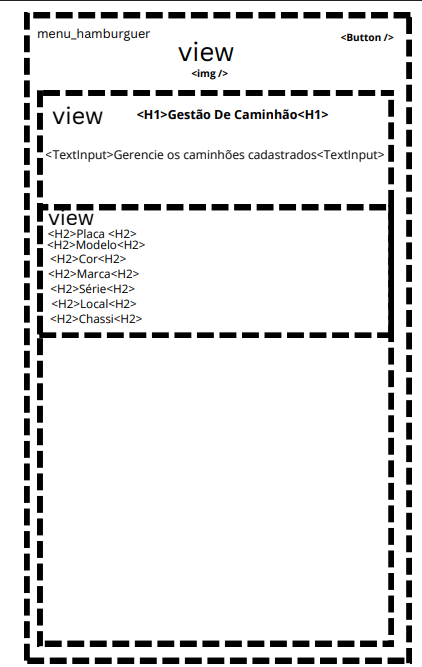 menu_hamburguer
<Button />
view
<img />
view
<H1>Gestão De Caminhão<H1>
<TextInput>Gerencie os caminhões cadastrados<TextInput>
view
<H2>Placa <H2>
<H2>Modelo<H2>
<H2>Cor<H2>
<H2>Marca<H2>
<H2>Série<H2>
<H2>Local<H2>
<H2>Chassi<H2>